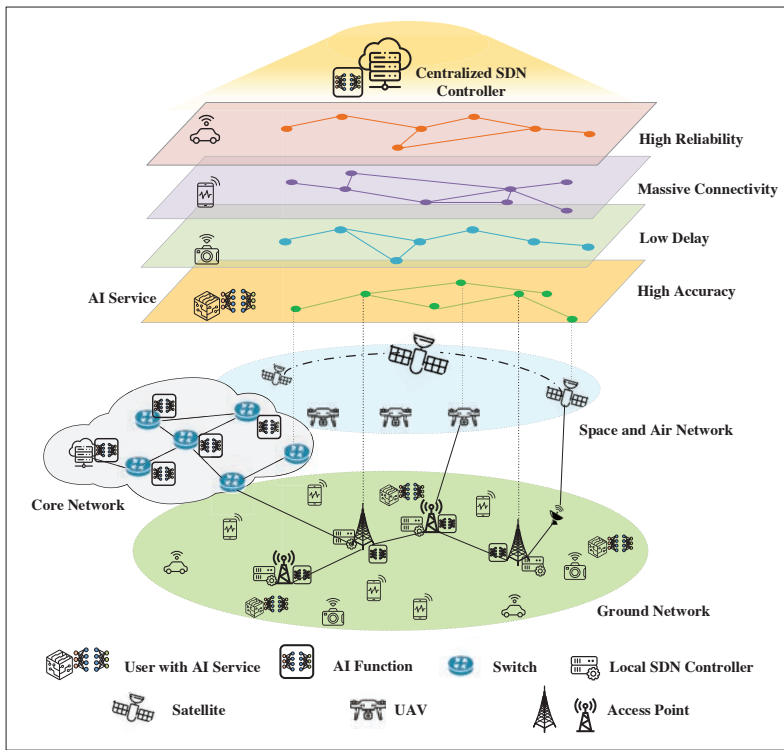 Centralized SDN
Controller
High Reliability
Massive Connectivity
Low Delay
AI Service
High Accuracy
Space and Air Network
Core Network
Ground Network
User with AI Service
AI Function
Switch
Local SDN Controller
Satellite
UAV
Access Point